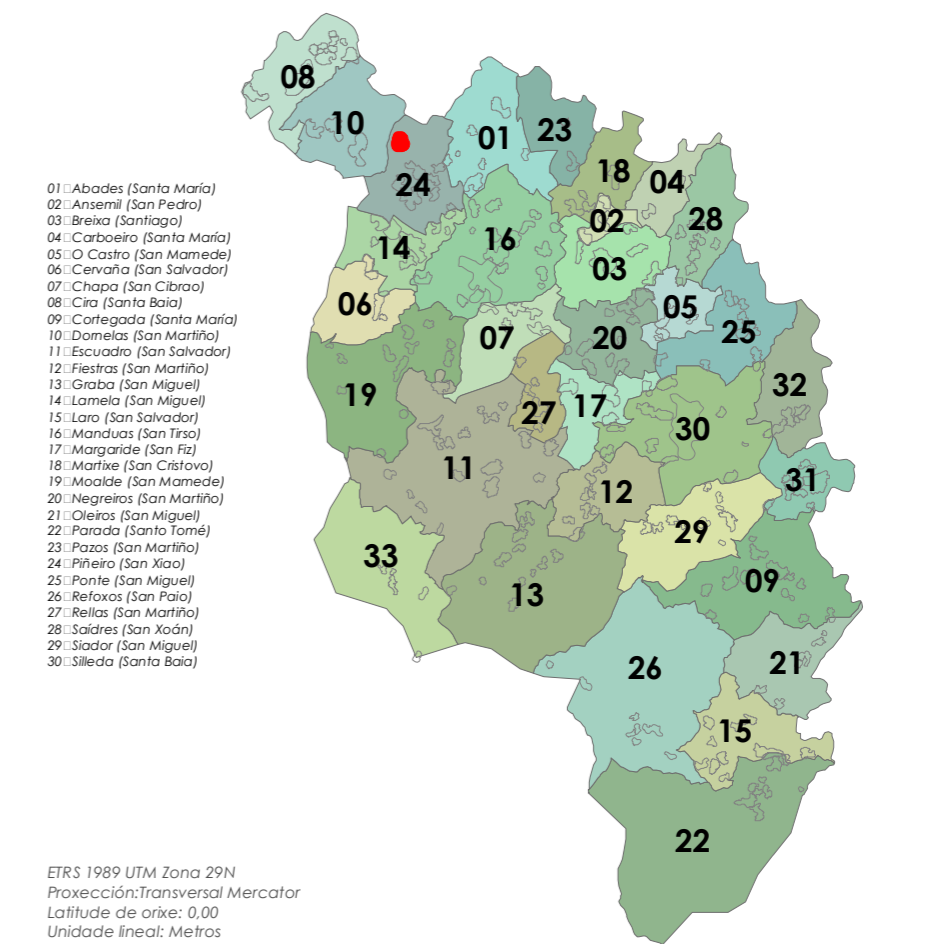 08
10
01
23
24
18
04
02
28
16
14
03
06
05
25
07
20
32
19
27
17
30
11
12
31
29
33
13
09
26
21
15
22
01 Abades (Santa María)
02 Ansemil (San Pedro)
03 Breixa (Santiago)
04 Carboeiro (Santa María)
05 O Castro (San Mamede)
06 Cervaña (San Salvador)
07 Chapa (San Cibrao)
08 Cira (Santa Baia)
09 Cortegada (Santa María)
10 Dornelas (San Martiño)
11 Escuadro (San Salvador)
12 Fiestras (San Martiño)
13 Graba (San Miguel)
14 Lamela (San Miguel)
15 Laro (San Salvador)
16 Manduas (San Tirso)
17 Margaride (San Fiz)
18 Martixe (San Cristovo)
19 Moalde (San Mamede)
20 Negreiros (San Martiño)
21 Oleiros (San Miguel)
22 Parada (Santo Tomé)
23 Pazos (San Martiño)
24 Piñeiro (San Xiao)
25 Ponte (San Miguel)
26 Refoxos (San Paio)
27 Rellas (San Martiño)
28 Saídres (San Xoán)
29 Siador (San Miguel)
30 Silleda (Santa Baia)
ETRS 1989 UTM Zona 29N
Proxección:Transversal Mercator
Latitude de orixe: 0,00
Unidade lineal: Metros